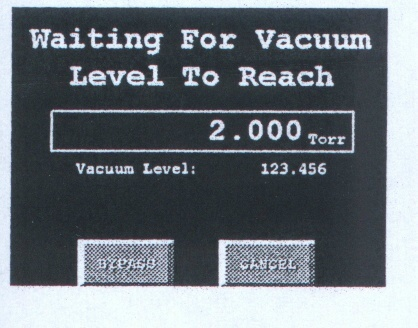 Waiting For Vacuum
Level To Reach
2.000 Torr
Vacuum Level: 123.456
BYPASS CANCEL